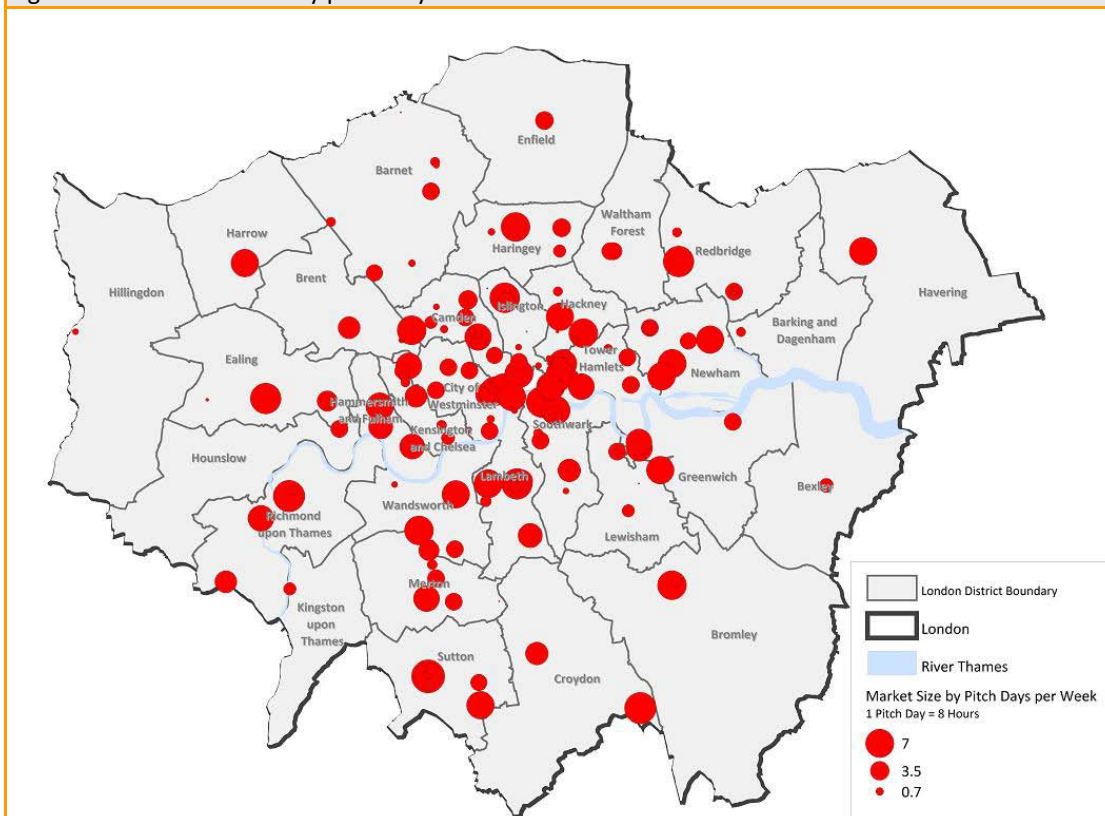 Enfield
Barnet
Waltham
Forest
Harrow
Haringey
Redbridge
Brent
Hillingdon
Havering
Islington
Hackney
Camden
Barking and
Dagenham
Tower
Hamlets
Ealing
Newham
City of
Westminster
Hammersmith
and Fulham
Southwark
Kensington
and Chelsea
Hounslow
Lambeth
Greenwich
Bexley
Wandsworth
Richmond
upon Thames
Lewisham
Merton
Kingston
upon
Thames
Bromley
Sutton
Croydon
London District Boundary
London
River Thames
Market Size by Pitch Days per Week
1 Pitch Day = 8 Hours
7
3.5
0.7